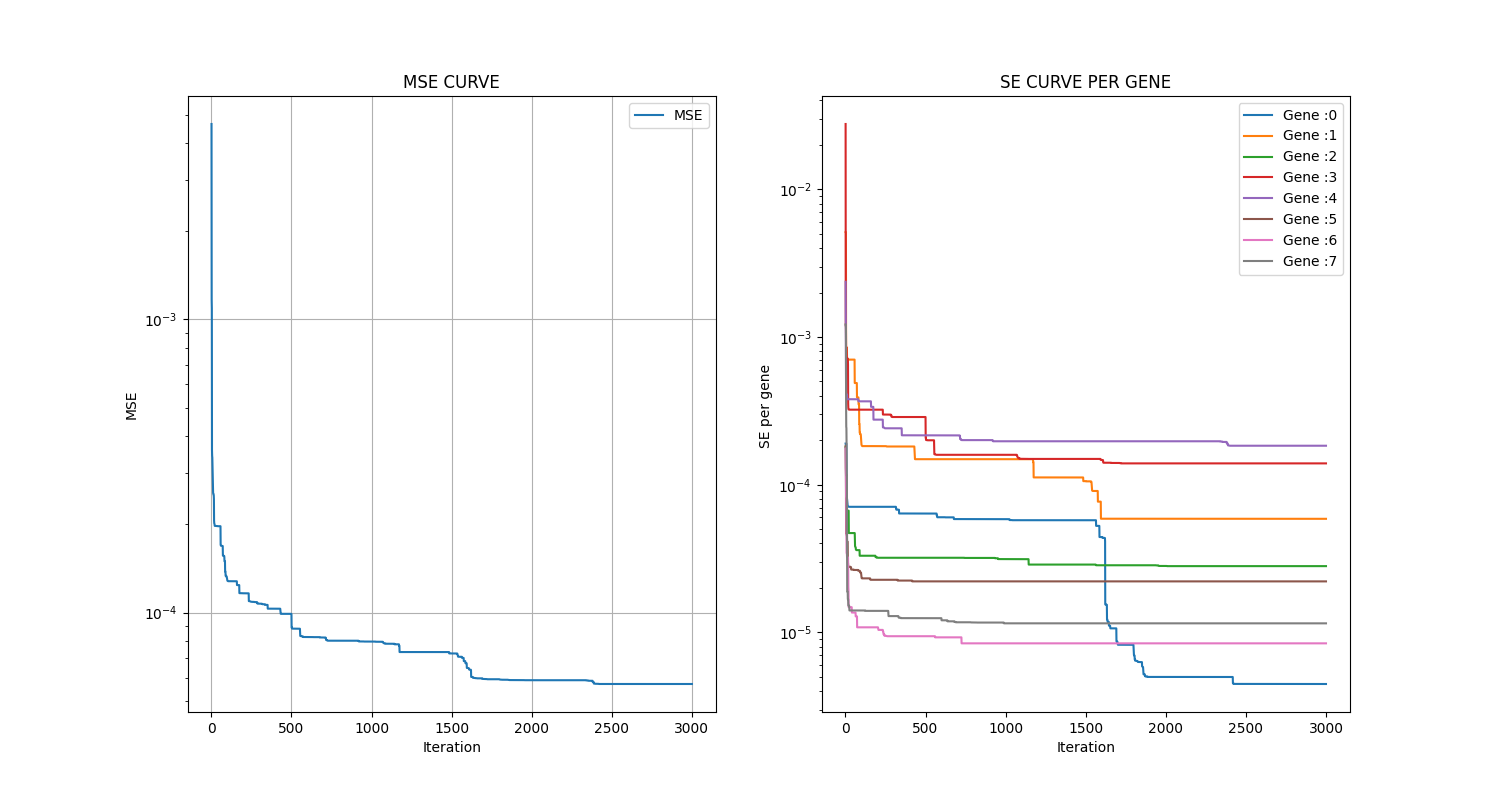 MSE CURVE
MSE
10^-3
10^-4
MSE
0 500 1000 1500 2000 2500 3000
Iteration
SE CURVE PER GENE
Gene :0
Gene :1
Gene :2
Gene :3
Gene :4
Gene :5
Gene :6
Gene :7
10^-2
10^-3
10^-4
10^-5
SE per gene
0 500 1000 1500 2000 2500 3000
Iteration